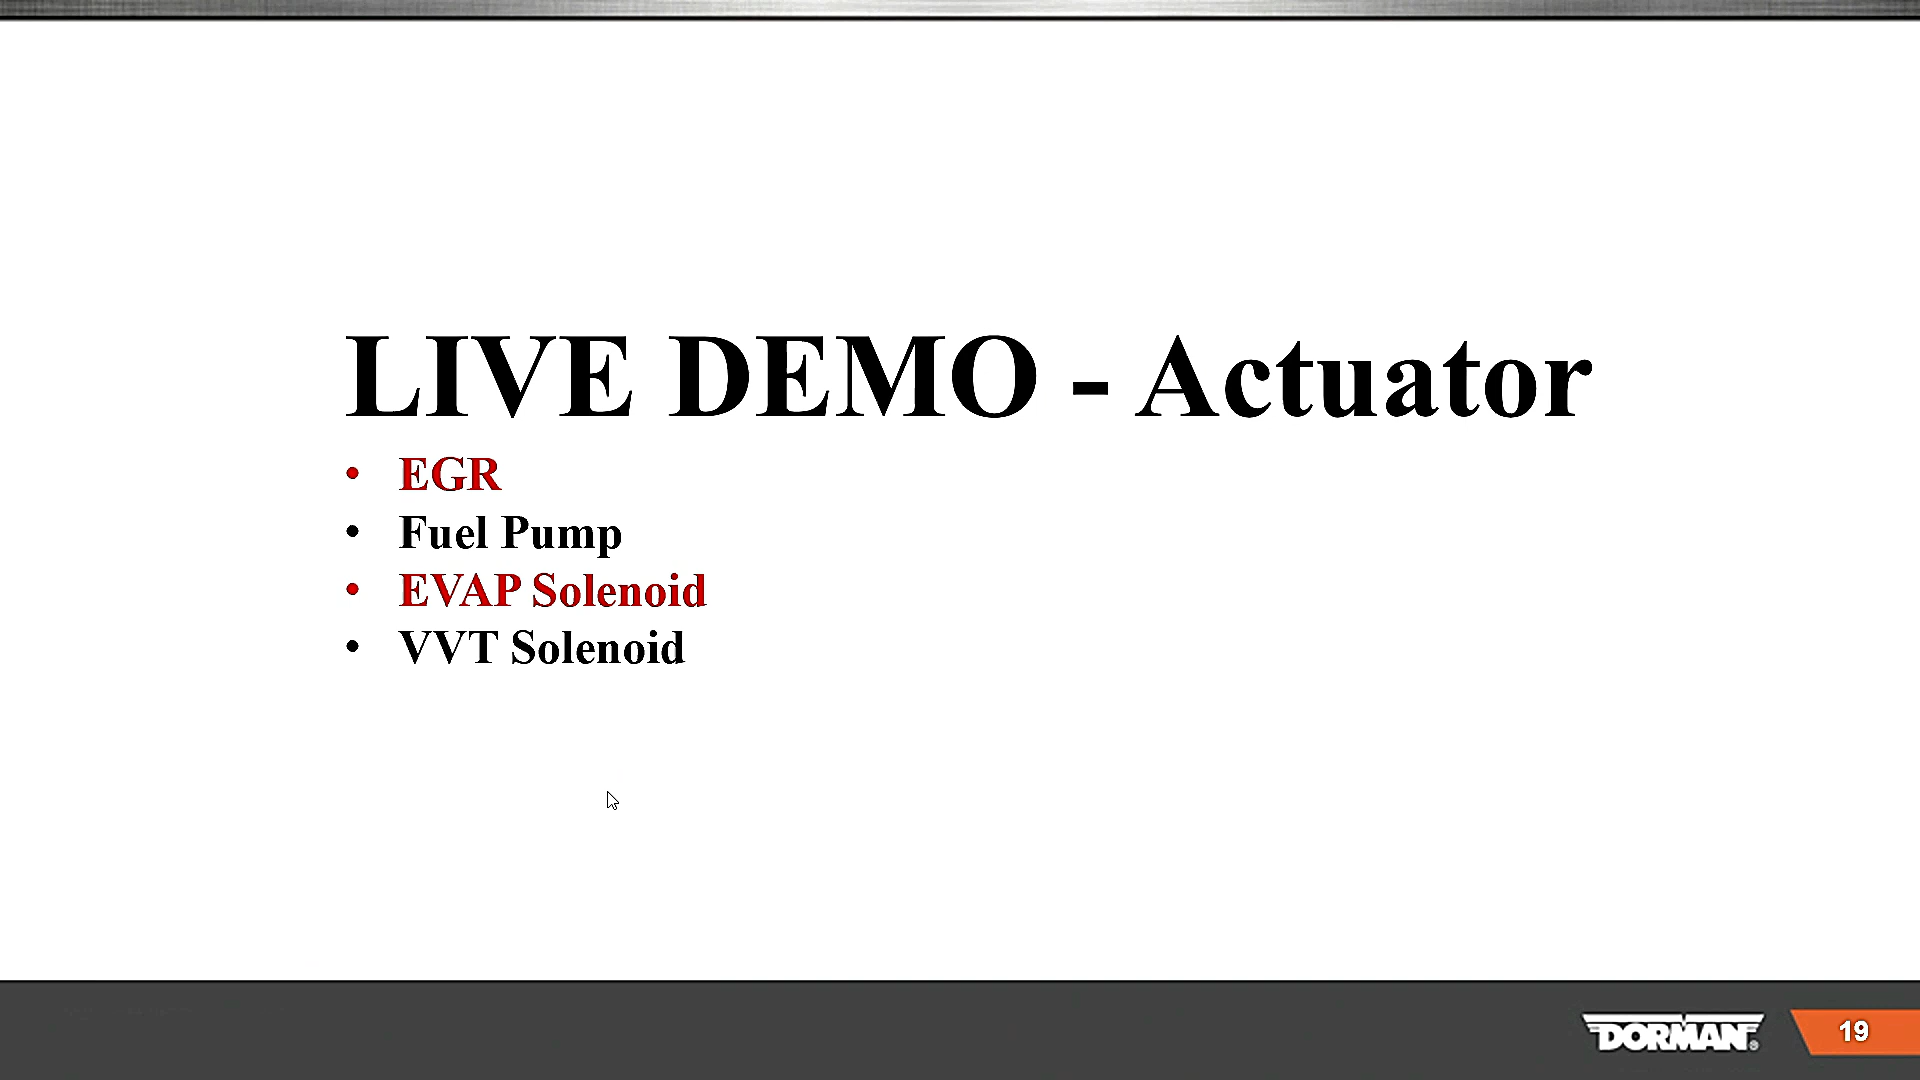 LIVE DEMO - Actuator
• EGR
• Fuel Pump
• EVAP Solenoid
• VVT Solenoid
DORMAN®
19